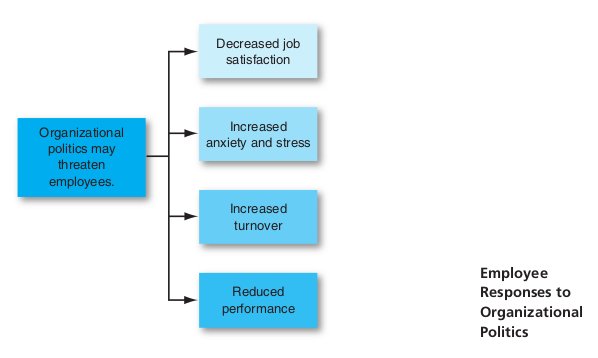 Organizational
politics may
threaten
employees.
Decreased job
satisfaction
Increased
anxiety and stress
Increased
turnover
Reduced
performance
Employee
Responses to
Organizational
Politics